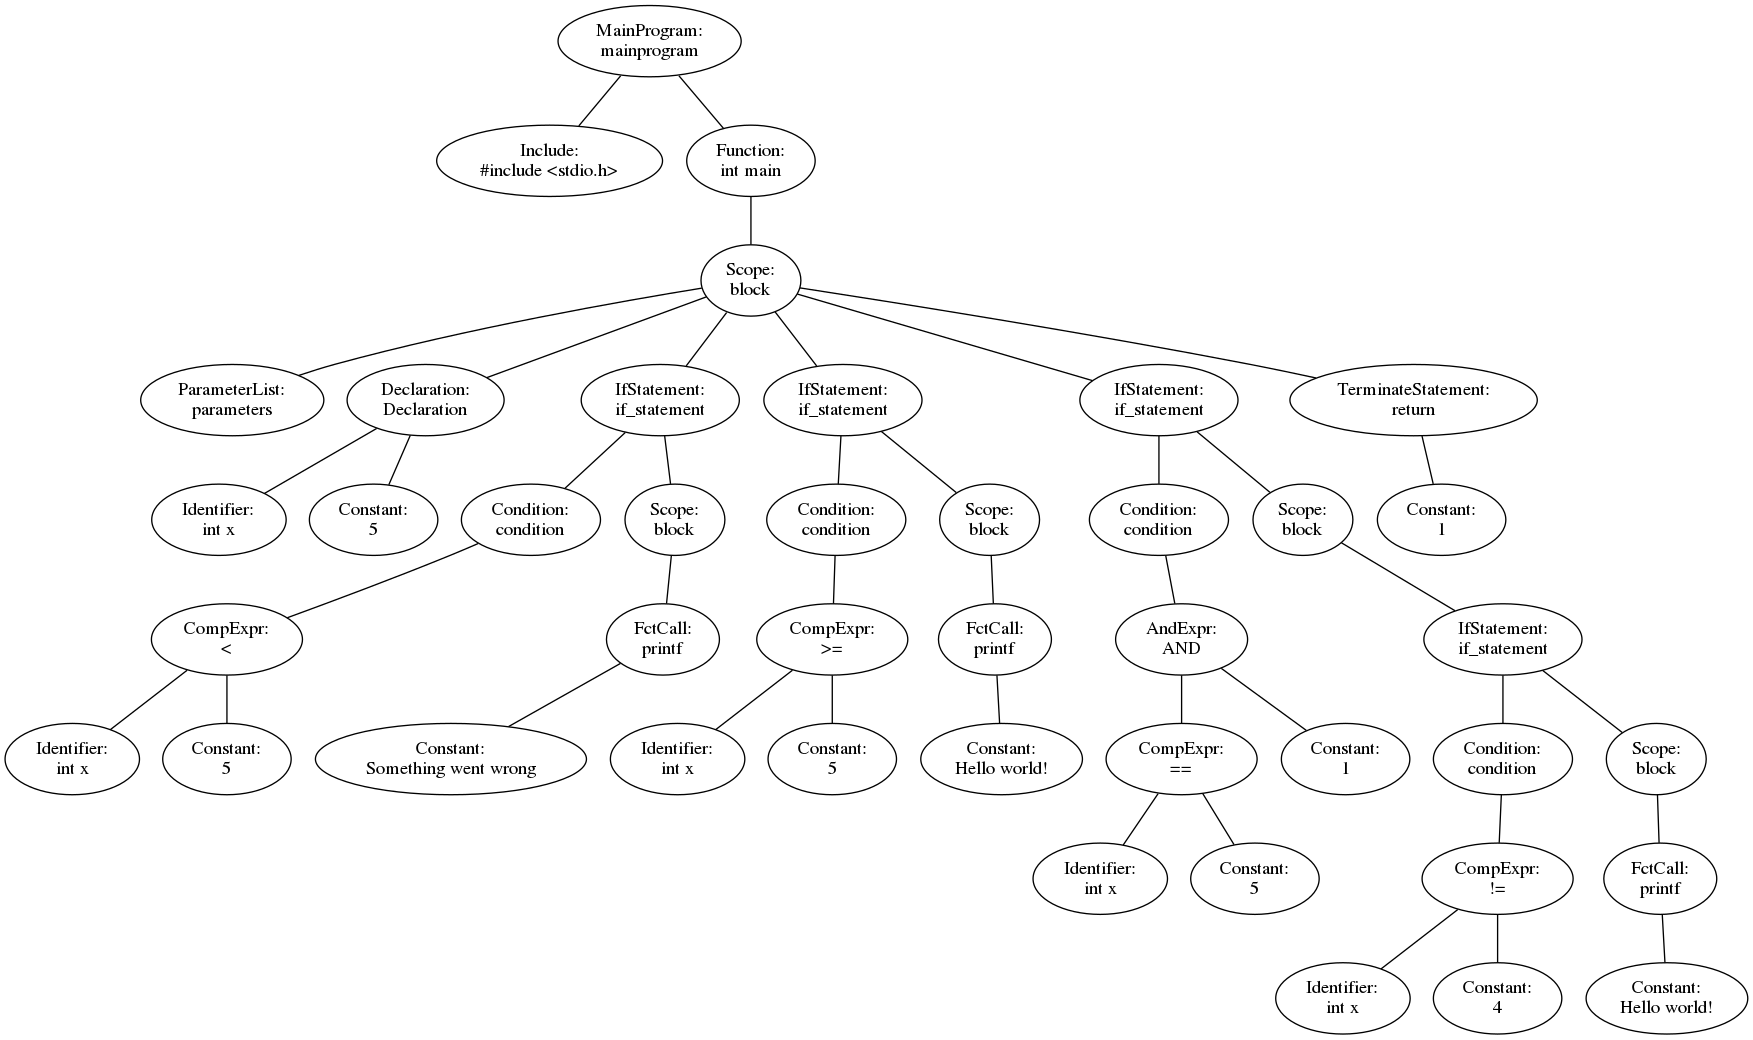 MainProgram:
mainprogram
Include:
#include <stdio.h>
Function:
int main
Scope:
block
ParameterList:
parameters
Declaration:
Declaration
IfStatement:
if_statement
IfStatement:
if_statement
IfStatement:
if_statement
TerminateStatement:
return
Identifier:
int x
Constant:
5
Condition:
condition
Scope:
block
Condition:
condition
Scope:
block
Condition:
condition
Scope:
block
Constant:
1
CompExpr:
<
FctCall:
printf
CompExpr:
>=
FctCall:
printf
AndExpr:
AND
IfStatement:
if_statement
Identifier:
int x
Constant:
5
Constant:
Something went wrong
Identifier:
int x
Constant:
5
Constant:
Hello world!
CompExpr:
==
Constant:
1
Condition:
condition
Scope:
block
Identifier:
int x
Constant:
5
CompExpr:
!=
FctCall:
printf
Identifier:
int x
Constant:
4
Constant:
Hello world!